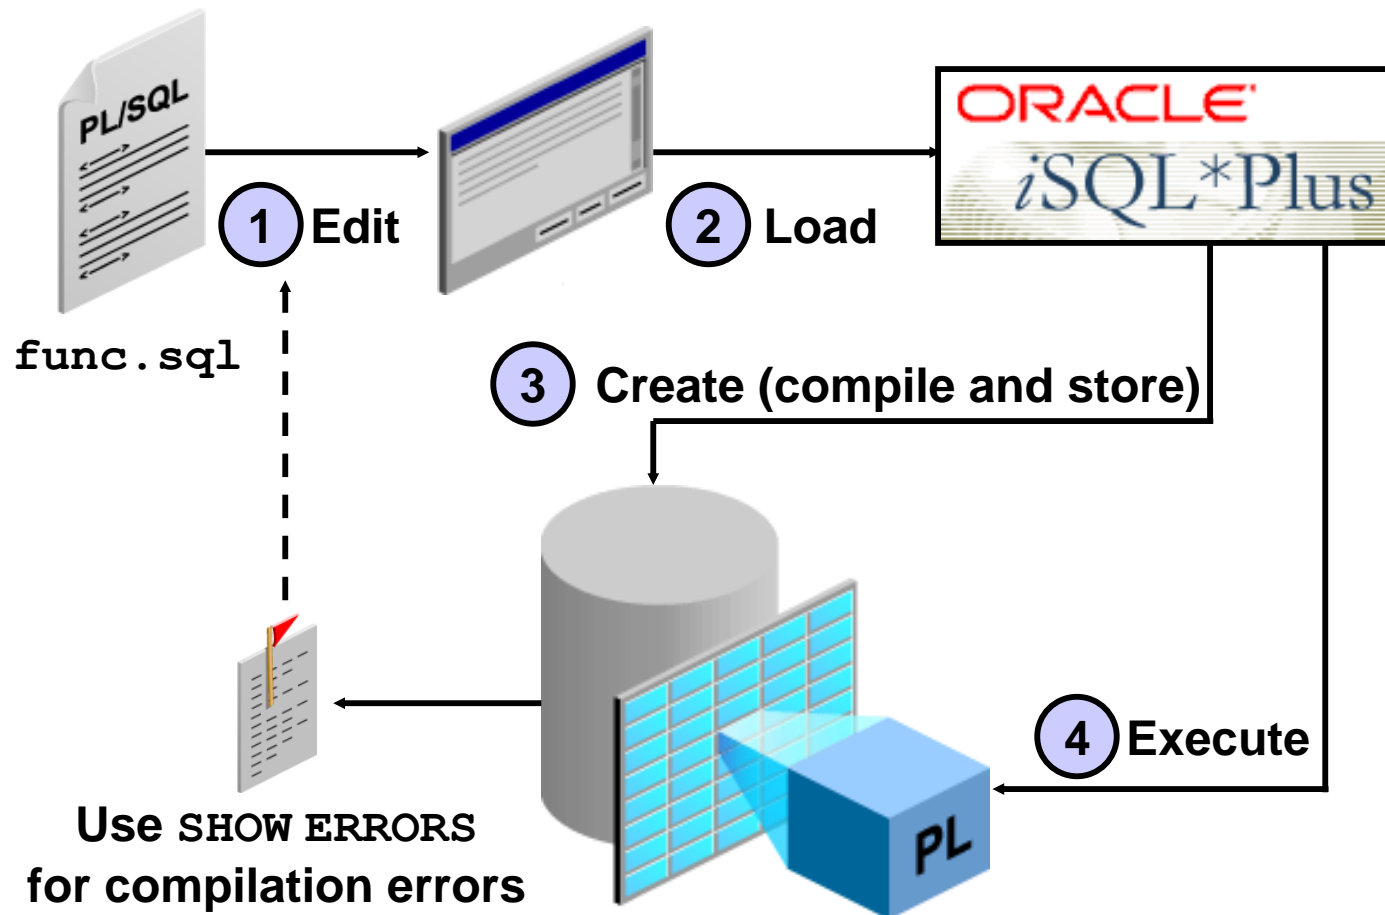 PL/SQL
ORACLE
iSQL*Plus
1 Edit
2 Load
func.sql
3 Create (compile and store)
4 Execute
PL
Use SHOW ERRORS
for compilation errors